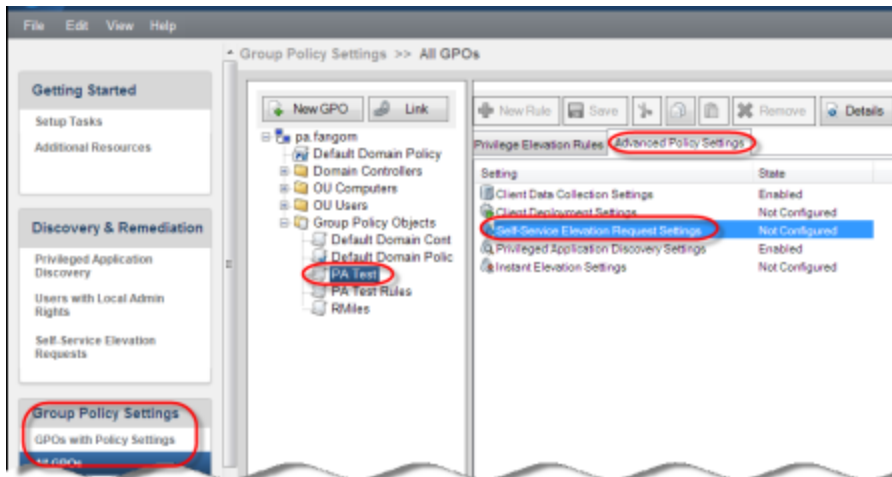 File Edit View Help
Group Policy Settings >> All GPOs
Getting Started
Setup Tasks
Additional Resources
Discovery & Remediation
Privileged Application
Discovery
Users with Local Admin
Rights
Self-Service Elevation
Requests
Group Policy Settings
GPOs with Policy Settings
All GPOs
New GPO Link
pa.fangom
Default Domain Policy
Domain Controllers
OU Computers
OU Users
Group Policy Objects
Default Domain Cont
Default Domain Polic
PA Test
PA Test Rules
RMiles
New Rule Save Remove Details
Privilege Elevation Rules Advanced Policy Settings
Setting State
Client Data Collection Settings Enabled
Client Deployment Settings Not Configured
Self-Service Elevation Request Settings Not Configured
Privileged Application Discovery Settings Enabled
Instant Elevation Settings Not Configured